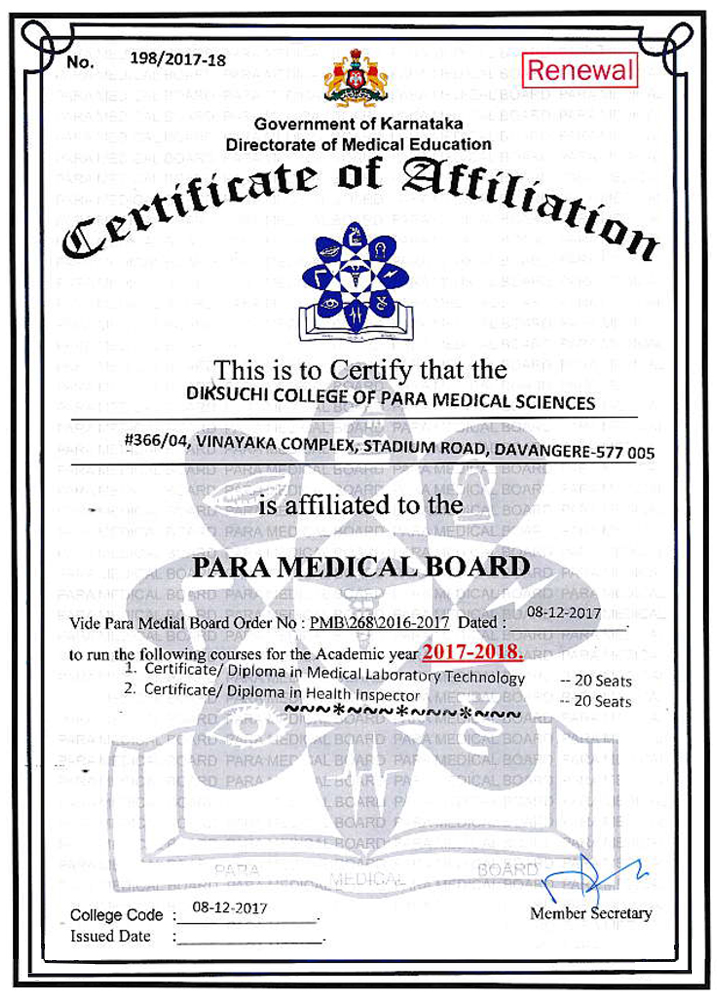 No. 198/2017-18
Renewal
Government of Karnataka
Directorate of Medical Education
Certificate of Affiliation
This is to Certify that the
DIKSUCHI COLLEGE OF PARA MEDICAL SCIENCES
#366/04, VINAYAKA COMPLEX, STADIUM ROAD, DAVANGERE-577 005
is affiliated to the
PARA MEDICAL BOARD
Vide Para Medial Board Order No : PMB\268\2016-2017 Dated : 08-12-2017
to run the following courses for the Academic year 2017-2018.
1. Certificate/ Diploma in Medical Laboratory Technology -- 20 Seats
2. Certificate/ Diploma in Health Inspector -- 20 Seats
PARA MEDICAL BOARD
College Code : 08-12-2017
Issued Date :
Member Secretary